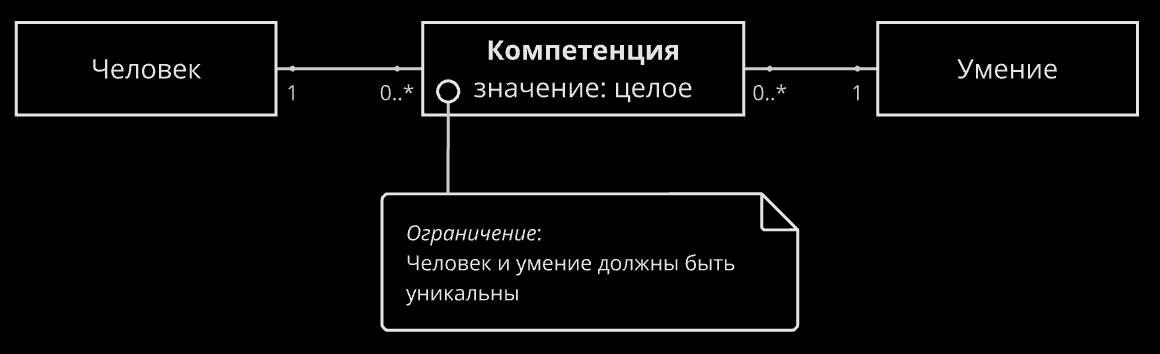 Человек
1
0..*
Компетенция
значение: целое
0..*
1
Умение
Ограничение:
Человек и умение должны быть
уникальны